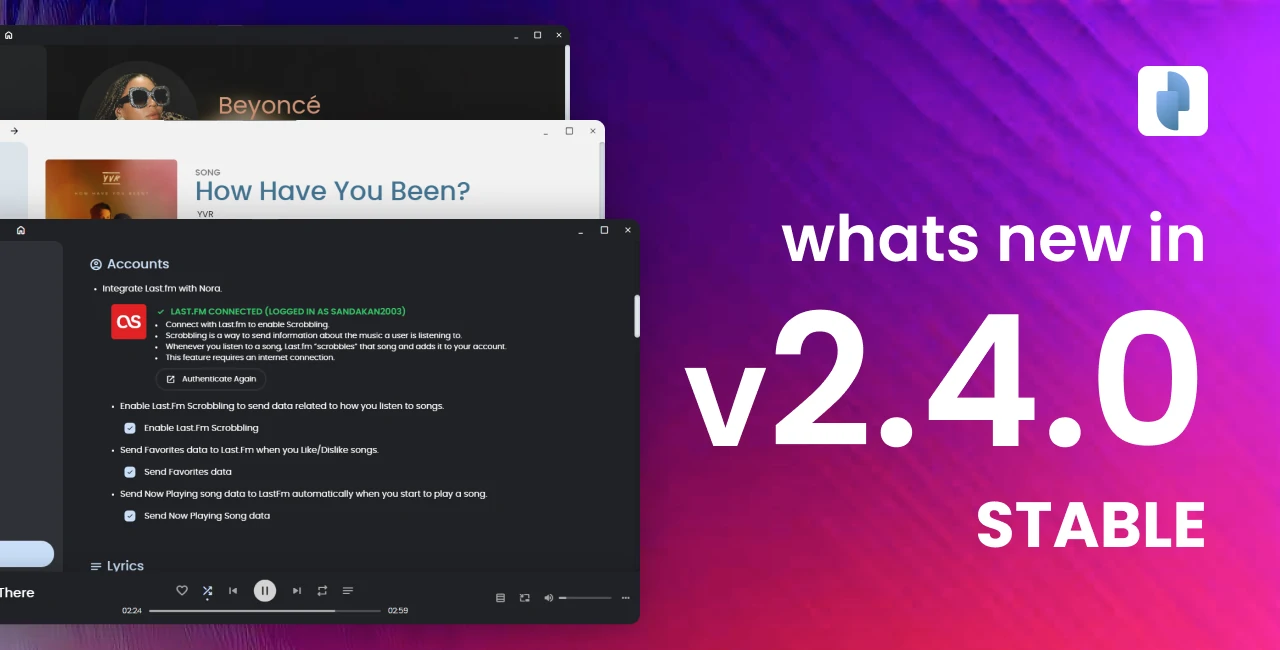 Beyoncé
SONG
How Have You Been?
YVR
YVR
HOW HAVE YOU BEEN?
Accounts
Integrate Last.fm with Nora.
LAST.FM CONNECTED (LOGGED IN AS SANDAKAN2003)
Connect with Last.fm to enable Scrobbling.
Scrobbling is a way to send information about the music a user is listening to.
Whenever you listen to a song, Last.fm "scrobbles" that song and adds it to your account.
This feature requires an internet connection.
Authenticate Again
Enable Last.Fm Scrobbling to send data related to how you listen to songs.
Enable Last.Fm Scrobbling
Send Favorites data to Last.Fm when you Like/Dislike songs.
Send Favorites data
Send Now Playing song data to LastFm automatically when you start to play a song.
Send Now Playing Song data
Lyrics
There
02:24
02:59
whats new in
v2.4.0
STABLE